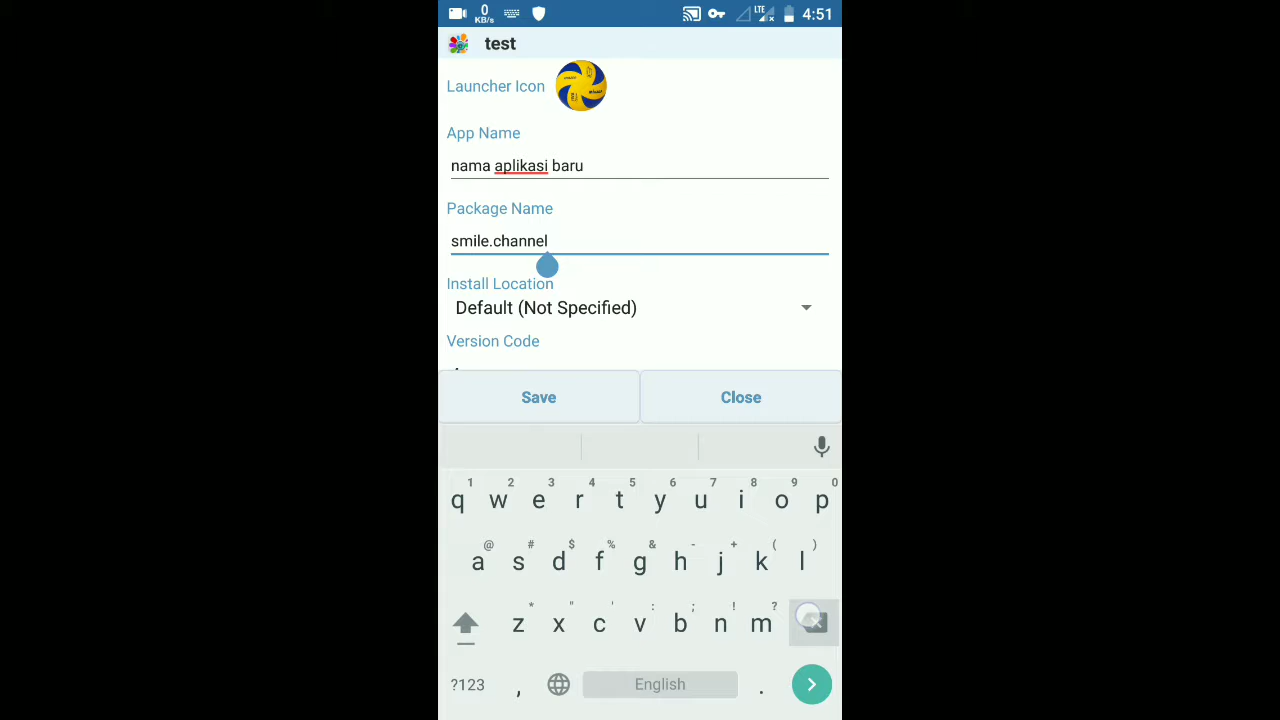 0
KB/s
LTE
4:51
test
Launcher Icon
App Name
nama aplikasi baru
Package Name
smile.channel
Install Location
Default (Not Specified)
Version Code
Save
Close
1 2 3 4 5 6 7 8 9 0
q w e r t y u i o p
@ # $ % & - + ( )
a s d f g h j k l
* " ' : ; ! ?
z x c v b n m
?123 , English .